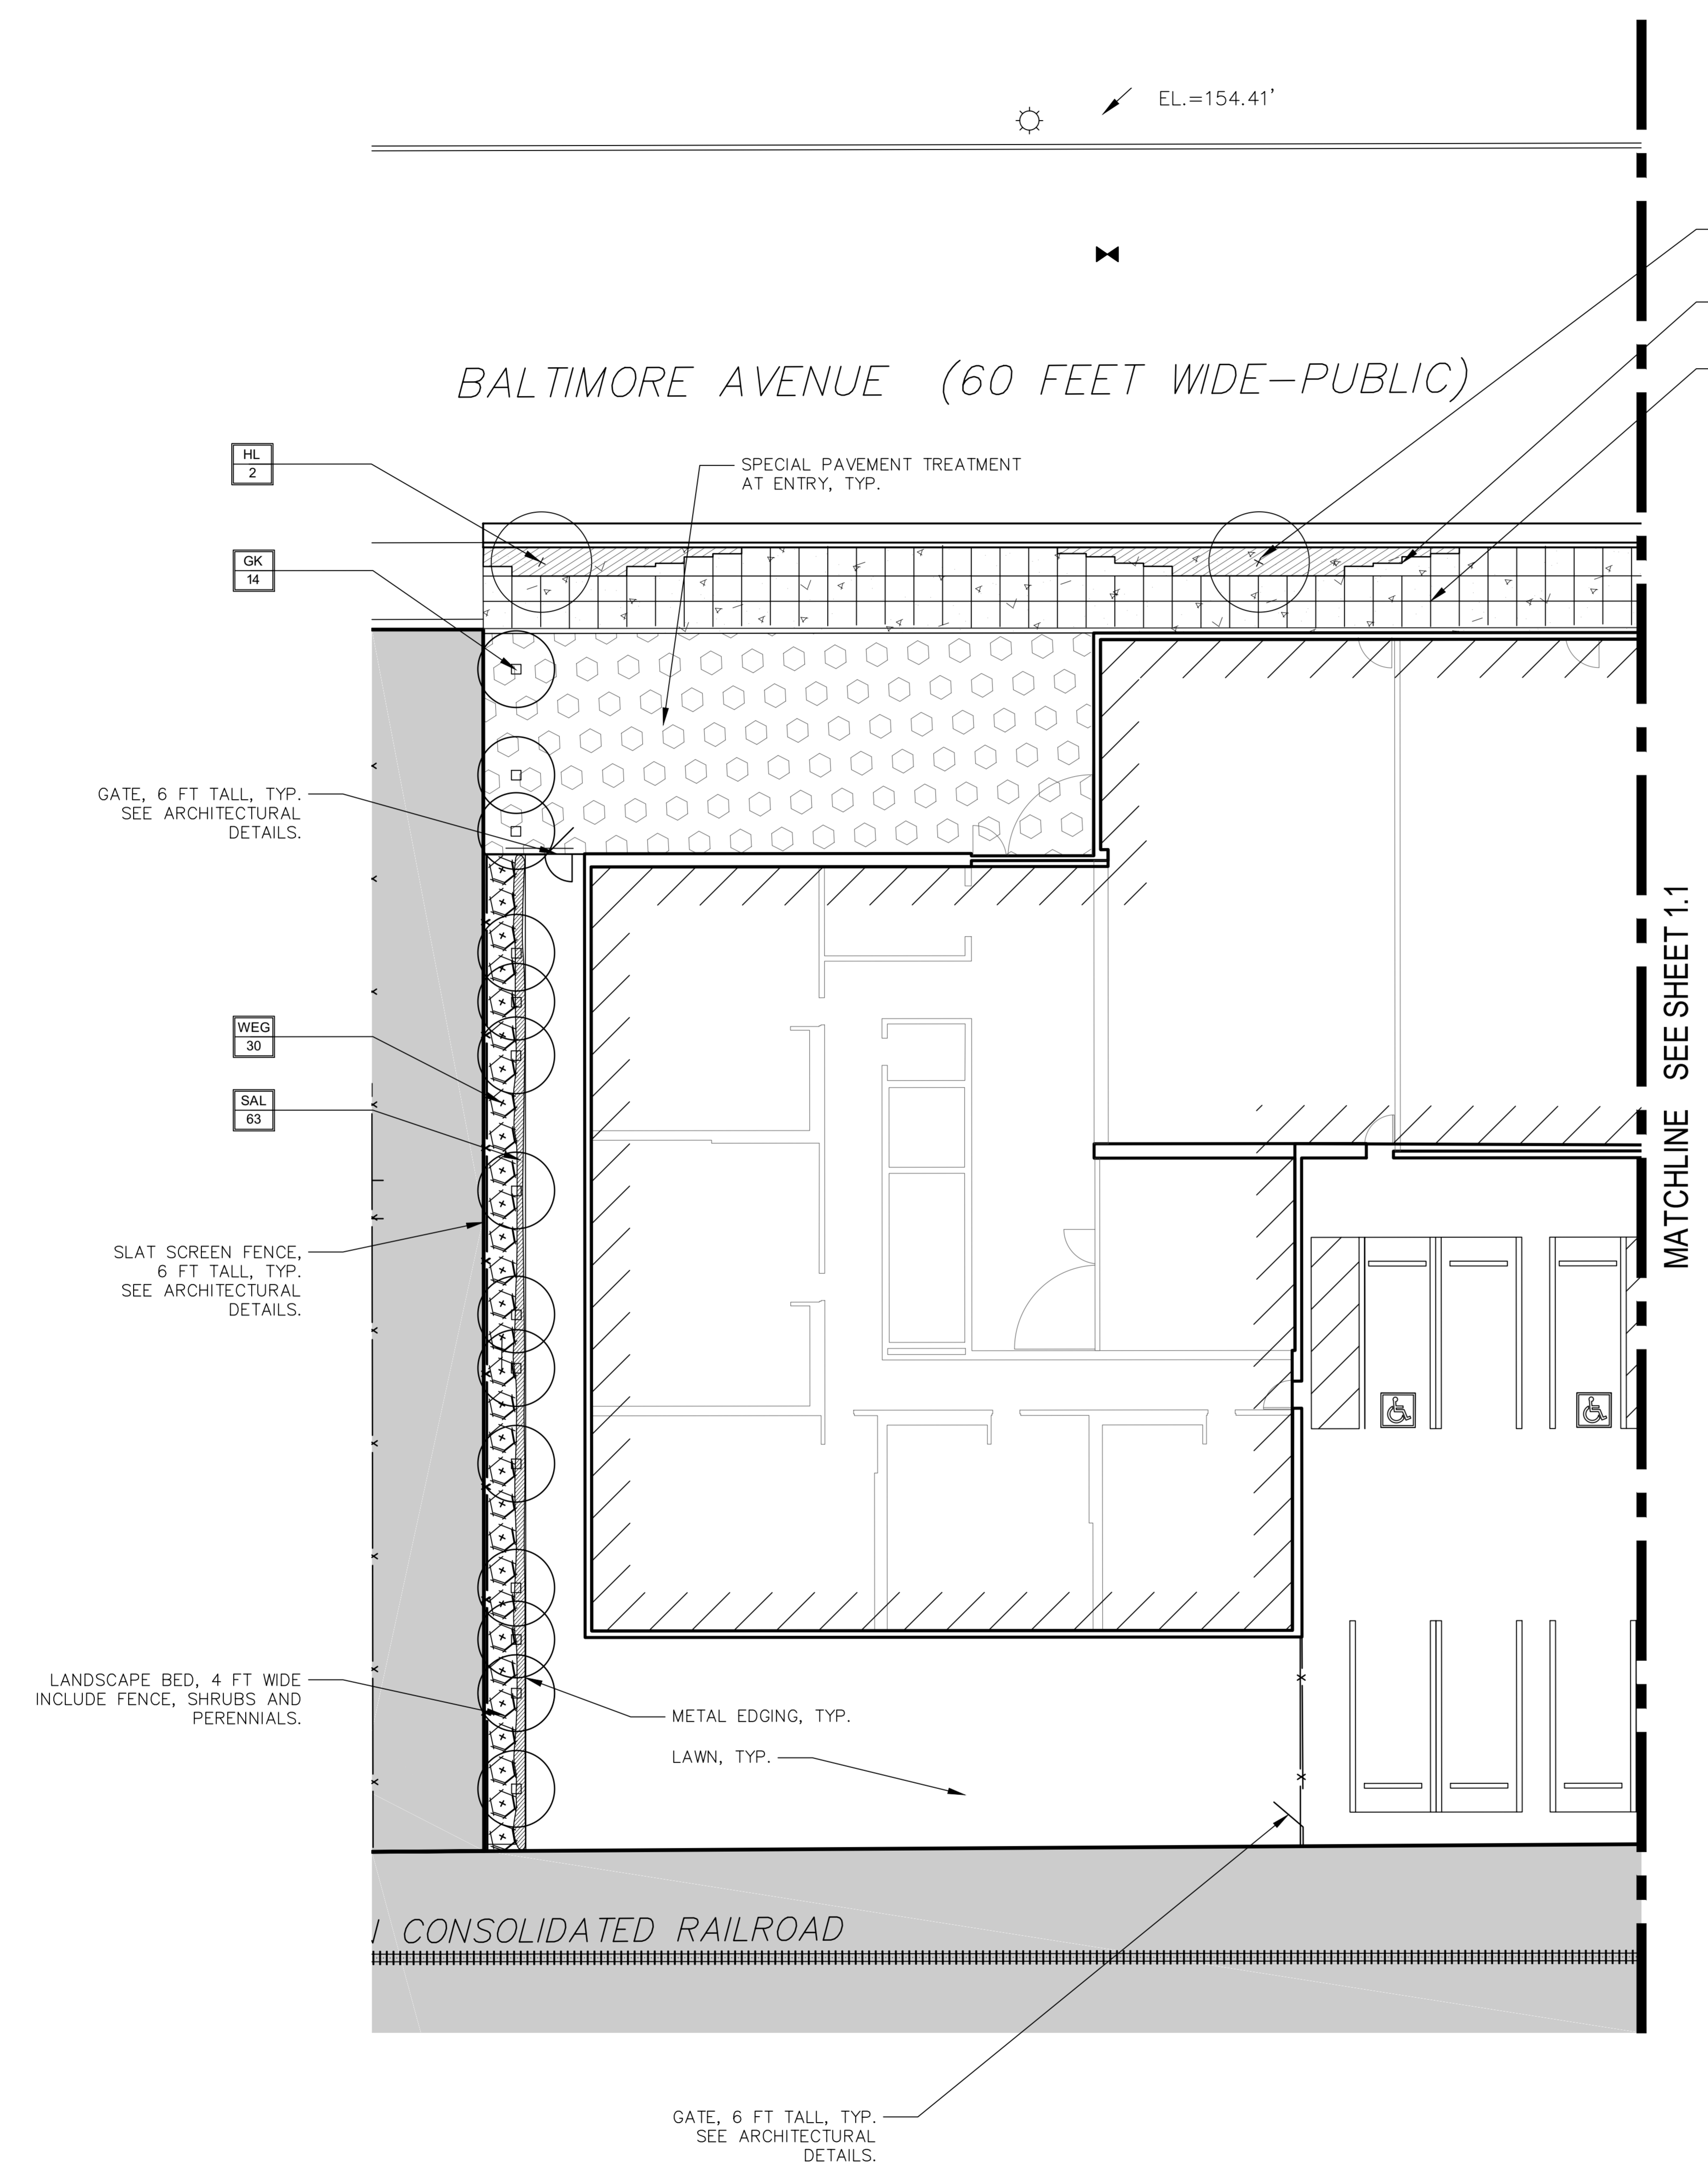 EL.=154.41'
BALTIMORE AVENUE (60 FEET WIDE–PUBLIC)
HL
2
SPECIAL PAVEMENT TREATMENT
AT ENTRY, TYP.
GK
14
GATE, 6 FT TALL, TYP.
SEE ARCHITECTURAL
DETAILS.
MATCHLINE SEE SHEET 1.1
WEG
30
SAL
63
SLAT SCREEN FENCE,
6 FT TALL, TYP.
SEE ARCHITECTURAL
DETAILS.
LANDSCAPE BED, 4 FT WIDE
INCLUDE FENCE, SHRUBS AND
PERENNIALS.
METAL EDGING, TYP.
LAWN, TYP.
CONSOLIDATED RAILROAD
GATE, 6 FT TALL, TYP.
SEE ARCHITECTURAL
DETAILS.